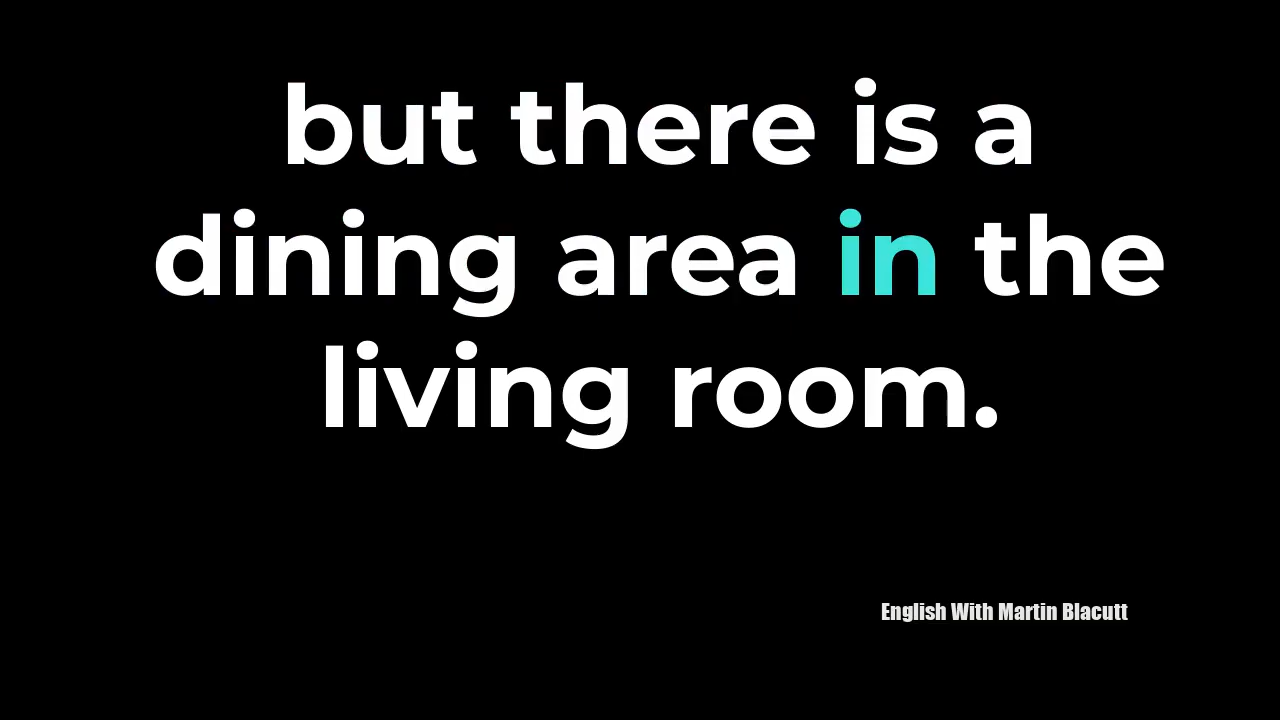 but there is a
dining area in the
living room.
English With Martin Blacutt